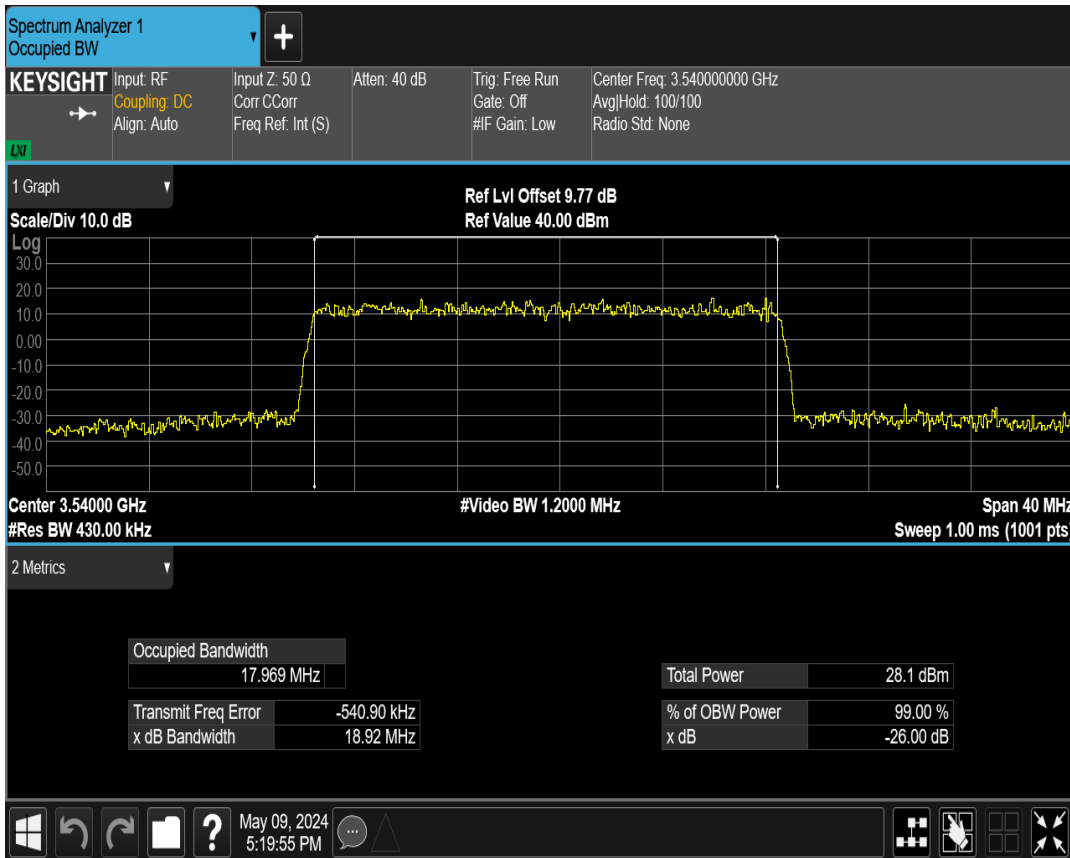 Spectrum Analyzer 1
Occupied BW
KEYSIGHT
LXI
Input: RF
Coupling: DC
Align: Auto
Input Z: 50 Ω
Corr CCorr
Freq Ref: Int (S)
Atten: 40 dB
Trig: Free Run
Gate: Off
#IF Gain: Low
Center Freq: 3.540000000 GHz
Avg|Hold: 100/100
Radio Std: None
1 Graph
Scale/Div 10.0 dB
Ref Lvl Offset 9.77 dB
Ref Value 40.00 dBm
Log
30.0
20.0
10.0
0.00
-10.0
-20.0
-30.0
-40.0
-50.0
Center 3.54000 GHz
#Res BW 430.00 kHz
#Video BW 1.2000 MHz
Span 40 MHz
Sweep 1.00 ms (1001 pts)
2 Metrics
Occupied Bandwidth
17.969 MHz
Transmit Freq Error -540.90 kHz
x dB Bandwidth 18.92 MHz
Total Power 28.1 dBm
% of OBW Power 99.00 %
x dB -26.00 dB
?
May 09, 2024
5:19:55 PM